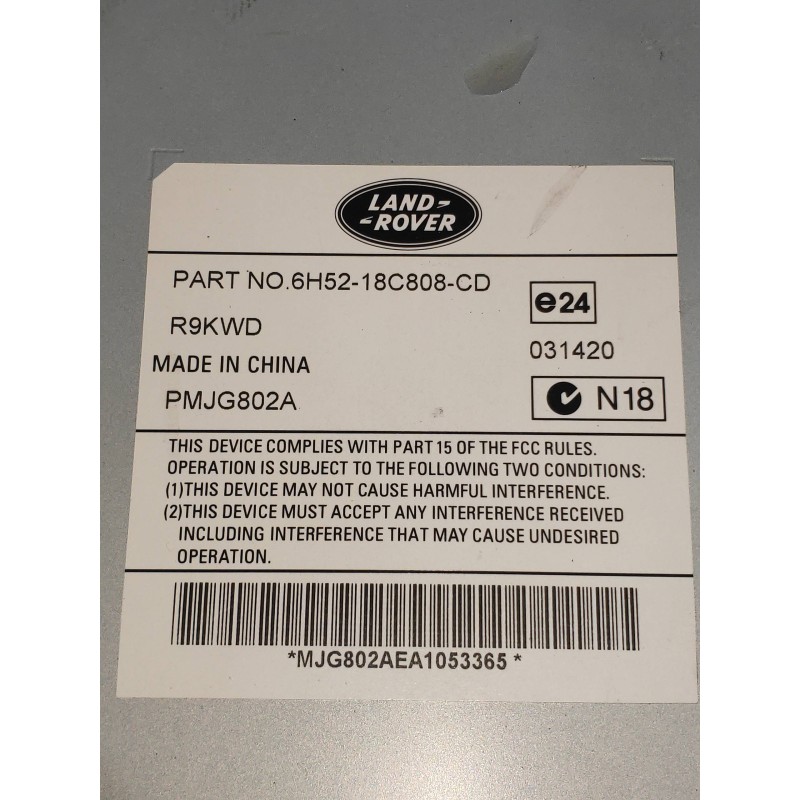 LAND-
-ROVER
PART NO.6H52-18C808-CD
e24
R9KWD
031420
MADE IN CHINA
PMJG802A
N18
THIS DEVICE COMPLIES WITH PART 15 OF THE FCC RULES.
OPERATION IS SUBJECT TO THE FOLLOWING TWO CONDITIONS:
(1)THIS DEVICE MAY NOT CAUSE HARMFUL INTERFERENCE.
(2)THIS DEVICE MUST ACCEPT ANY INTERFERENCE RECEIVED
INCLUDING INTERFERENCE THAT MAY CAUSE UNDESIRED
OPERATION.
*MJG802AEA1053365*